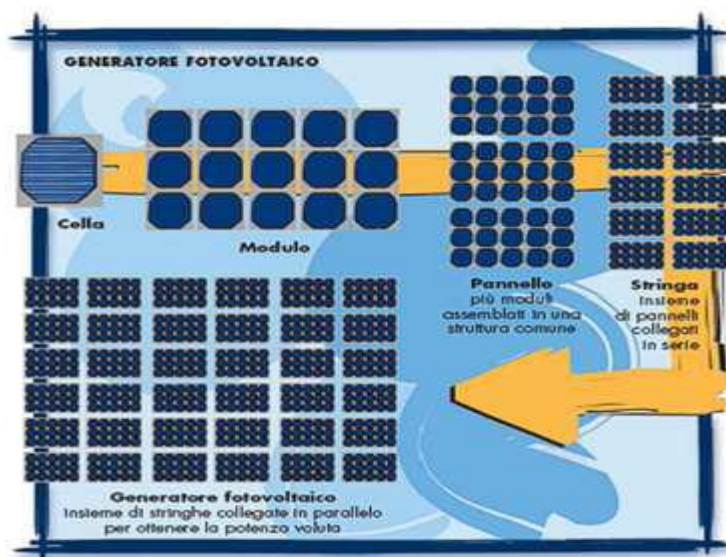 GENERATORE FOTOVOLTAICO
Cella
Modulo
Pannello
più moduli
assemblati in una
struttura comune
Stringa
insieme
di pannelli
collegati
in serie
Generatore fotovoltaico
insieme di stringhe collegate in parallelo
per ottenere la potenza voluta